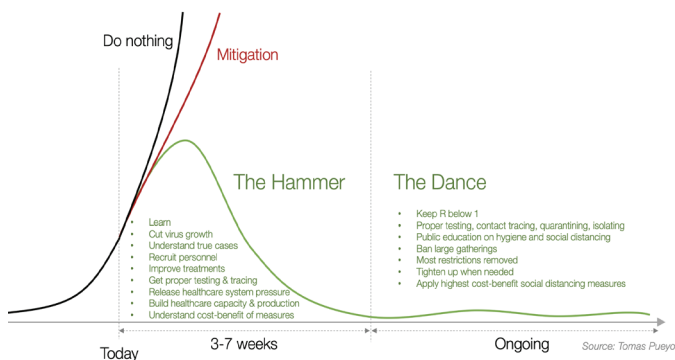 Do nothing
Mitigation
The Hammer
• Learn
• Cut virus growth
• Understand true cases
• Recruit personnel
• Improve treatments
• Get proper testing & tracing
• Release healthcare system pressure
• Build healthcare capacity & production
• Understand cost-benefit of measures
The Dance
• Keep R below 1
• Proper testing, contact tracing, quarantining, isolating
• Public education on hygiene and social distancing
• Ban large gatherings
• Most restrictions removed
• Tighten up when needed
• Apply highest cost-benefit social distancing measures
Today
3-7 weeks
Ongoing
Source: Tomas Pueyo